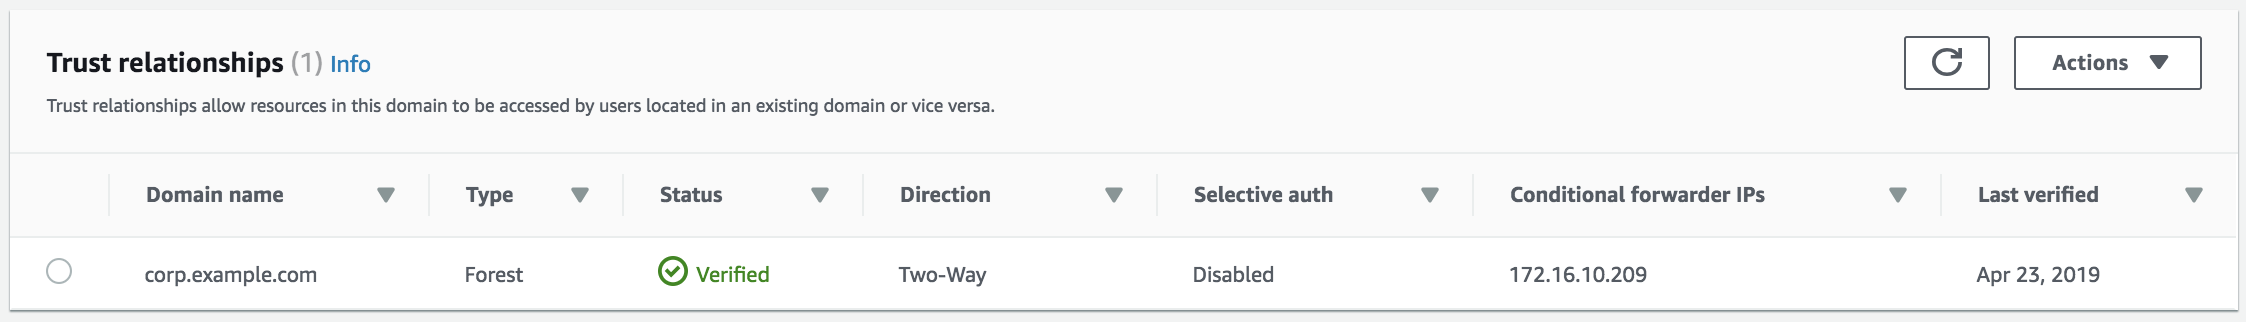 Trust relationships (1) Info
Actions
Trust relationships allow resources in this domain to be accessed by users located in an existing domain or vice versa.
Domain name Type Status Direction Selective auth Conditional forwarder IPs Last verified
corp.example.com Forest Verified Two-Way Disabled 172.16.10.209 Apr 23, 2019